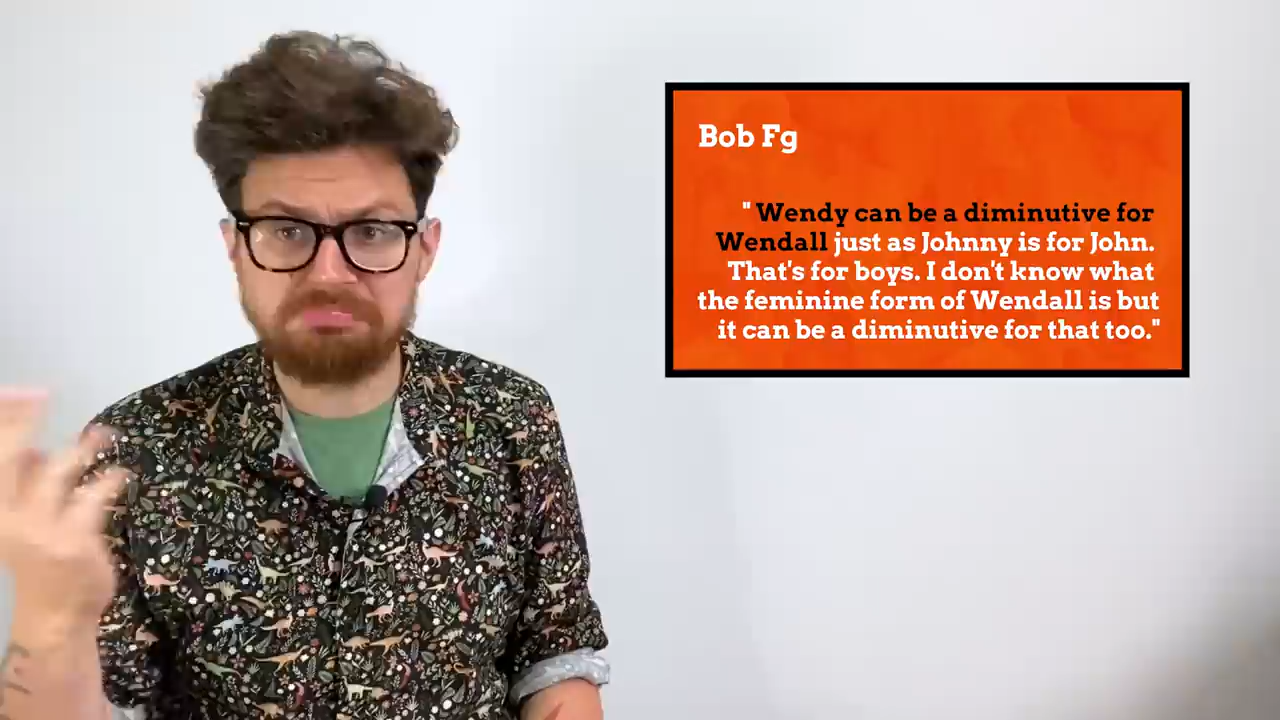 Bob Fg
" Wendy can be a diminutive for
Wendall just as Johnny is for John.
That's for boys. I don't know what
the feminine form of Wendall is but
it can be a diminutive for that too."